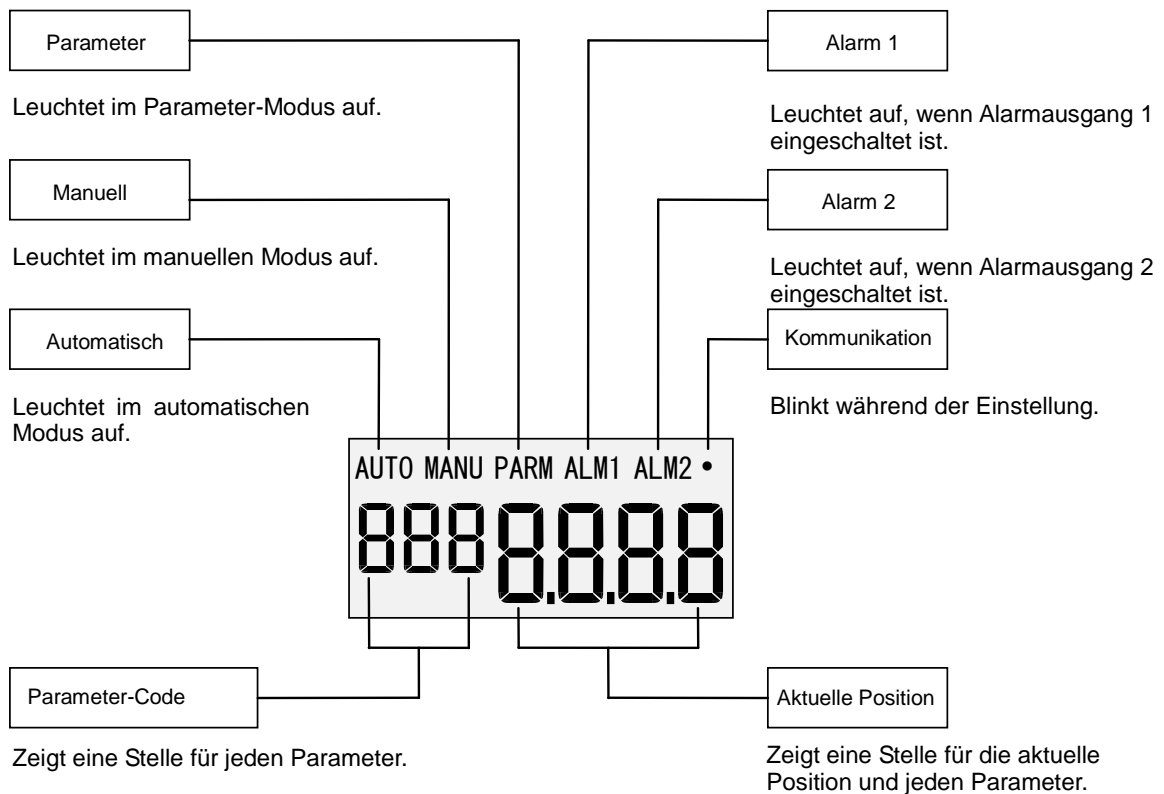 Parameter
Leuchtet im Parameter-Modus auf.
Manuell
Leuchtet im manuellen Modus auf.
Automatisch
Leuchtet im automatischen
Modus auf.
Alarm 1
Leuchtet auf, wenn Alarmausgang 1
eingeschaltet ist.
Alarm 2
Leuchtet auf, wenn Alarmausgang 2
eingeschaltet ist.
Kommunikation
Blinkt während der Einstellung.
AUTO MANU PARM ALM1 ALM2 •
888 8.8.8.8
Parameter-Code
Zeigt eine Stelle für jeden Parameter.
Aktuelle Position
Zeigt eine Stelle für die aktuelle
Position und jeden Parameter.